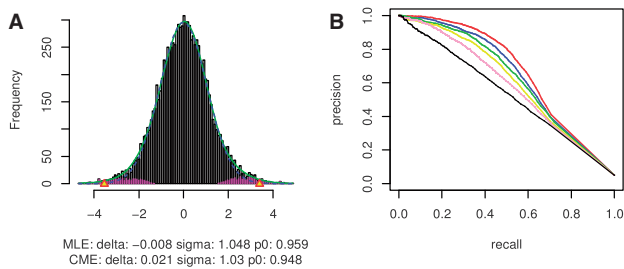 A
Frequency
250
150
50
0
−4 −2 0 2 4
MLE: delta: −0.008 sigma: 1.048 p0: 0.959
CME: delta: 0.021 sigma: 1.03 p0: 0.948
B
precision
1.0
0.8
0.6
0.4
0.2
0.0
0.0 0.2 0.4 0.6 0.8 1.0
recall